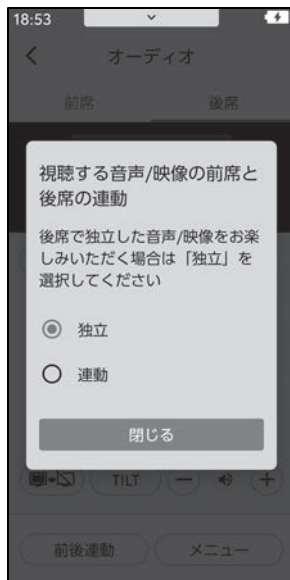 18:53
オーディオ
前席 後席
視聴する音声/映像の前席と
後席の連動
後席で独立した音声/映像をお楽
しみいただく場合は「独立」を
選択してください
独立
連動
閉じる
TILT
前後連動 メニュー